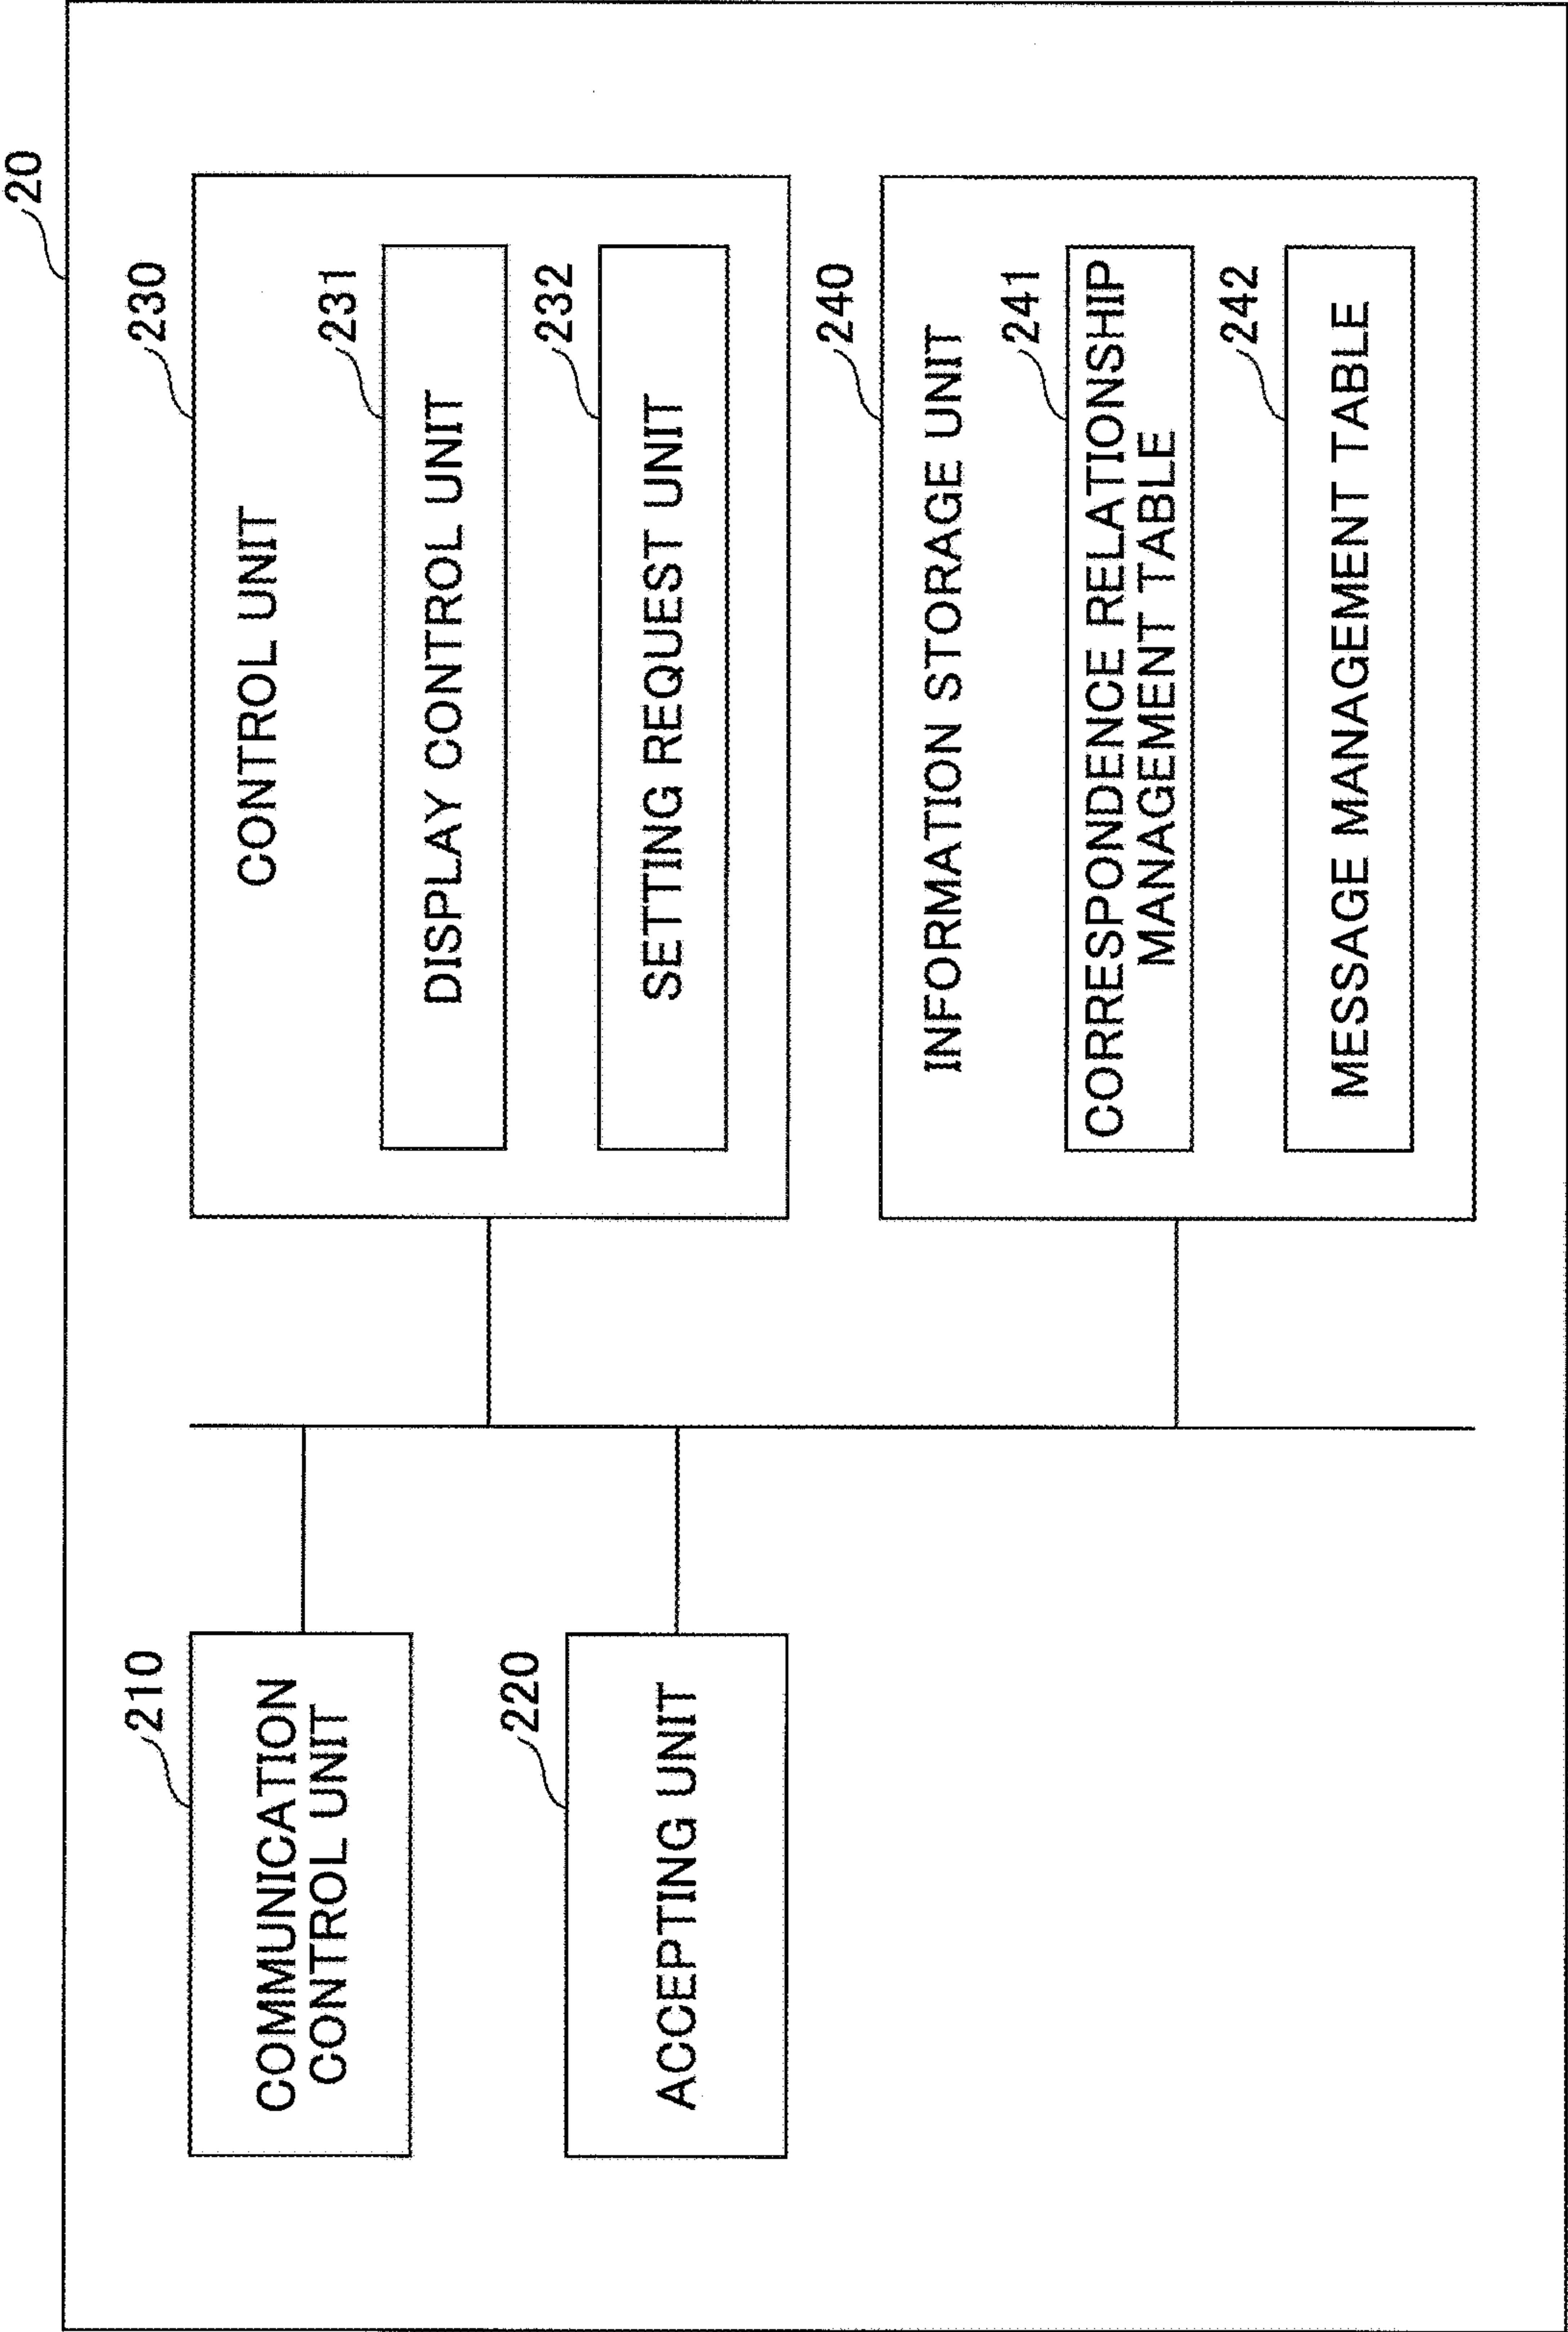 20
210
COMMUNICATION
CONTROL UNIT
220
ACCEPTING UNIT
230
CONTROL UNIT
231
DISPLAY CONTROL UNIT
232
SETTING REQUEST UNIT
240
INFORMATION STORAGE UNIT
241
CORRESPONDENCE RELATIONSHIP
MANAGEMENT TABLE
242
MESSAGE MANAGEMENT TABLE